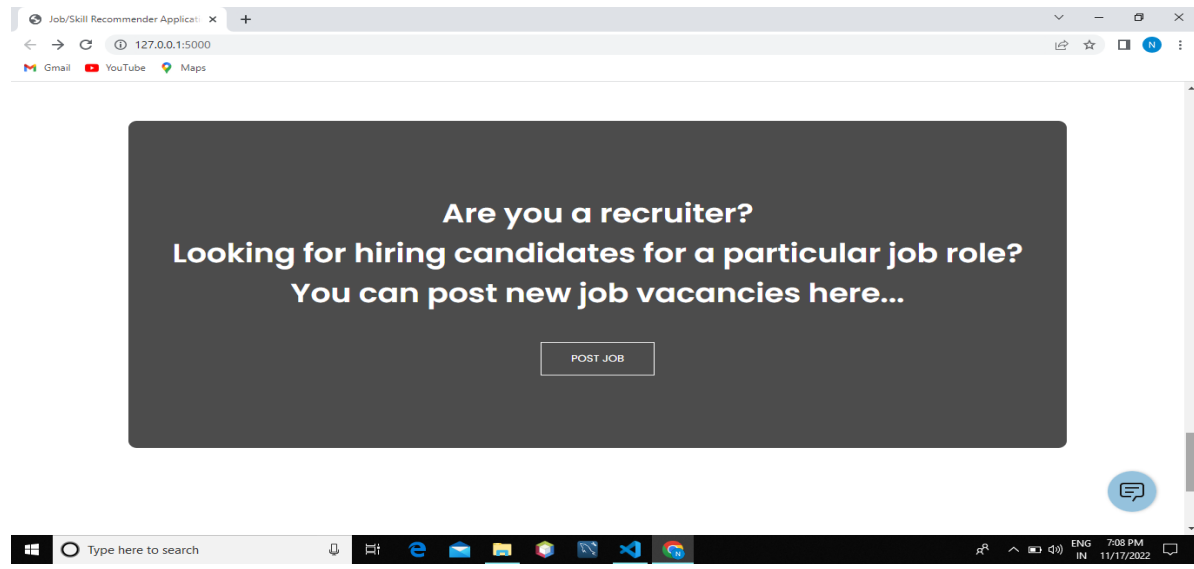 Job/Skill Recommender Applicati
127.0.0.1:5000
N
Gmail YouTube Maps
Are you a recruiter?
Looking for hiring candidates for a particular job role?
You can post new job vacancies here...
POST JOB
Type here to search
ENG 7:08 PM
IN 11/17/2022